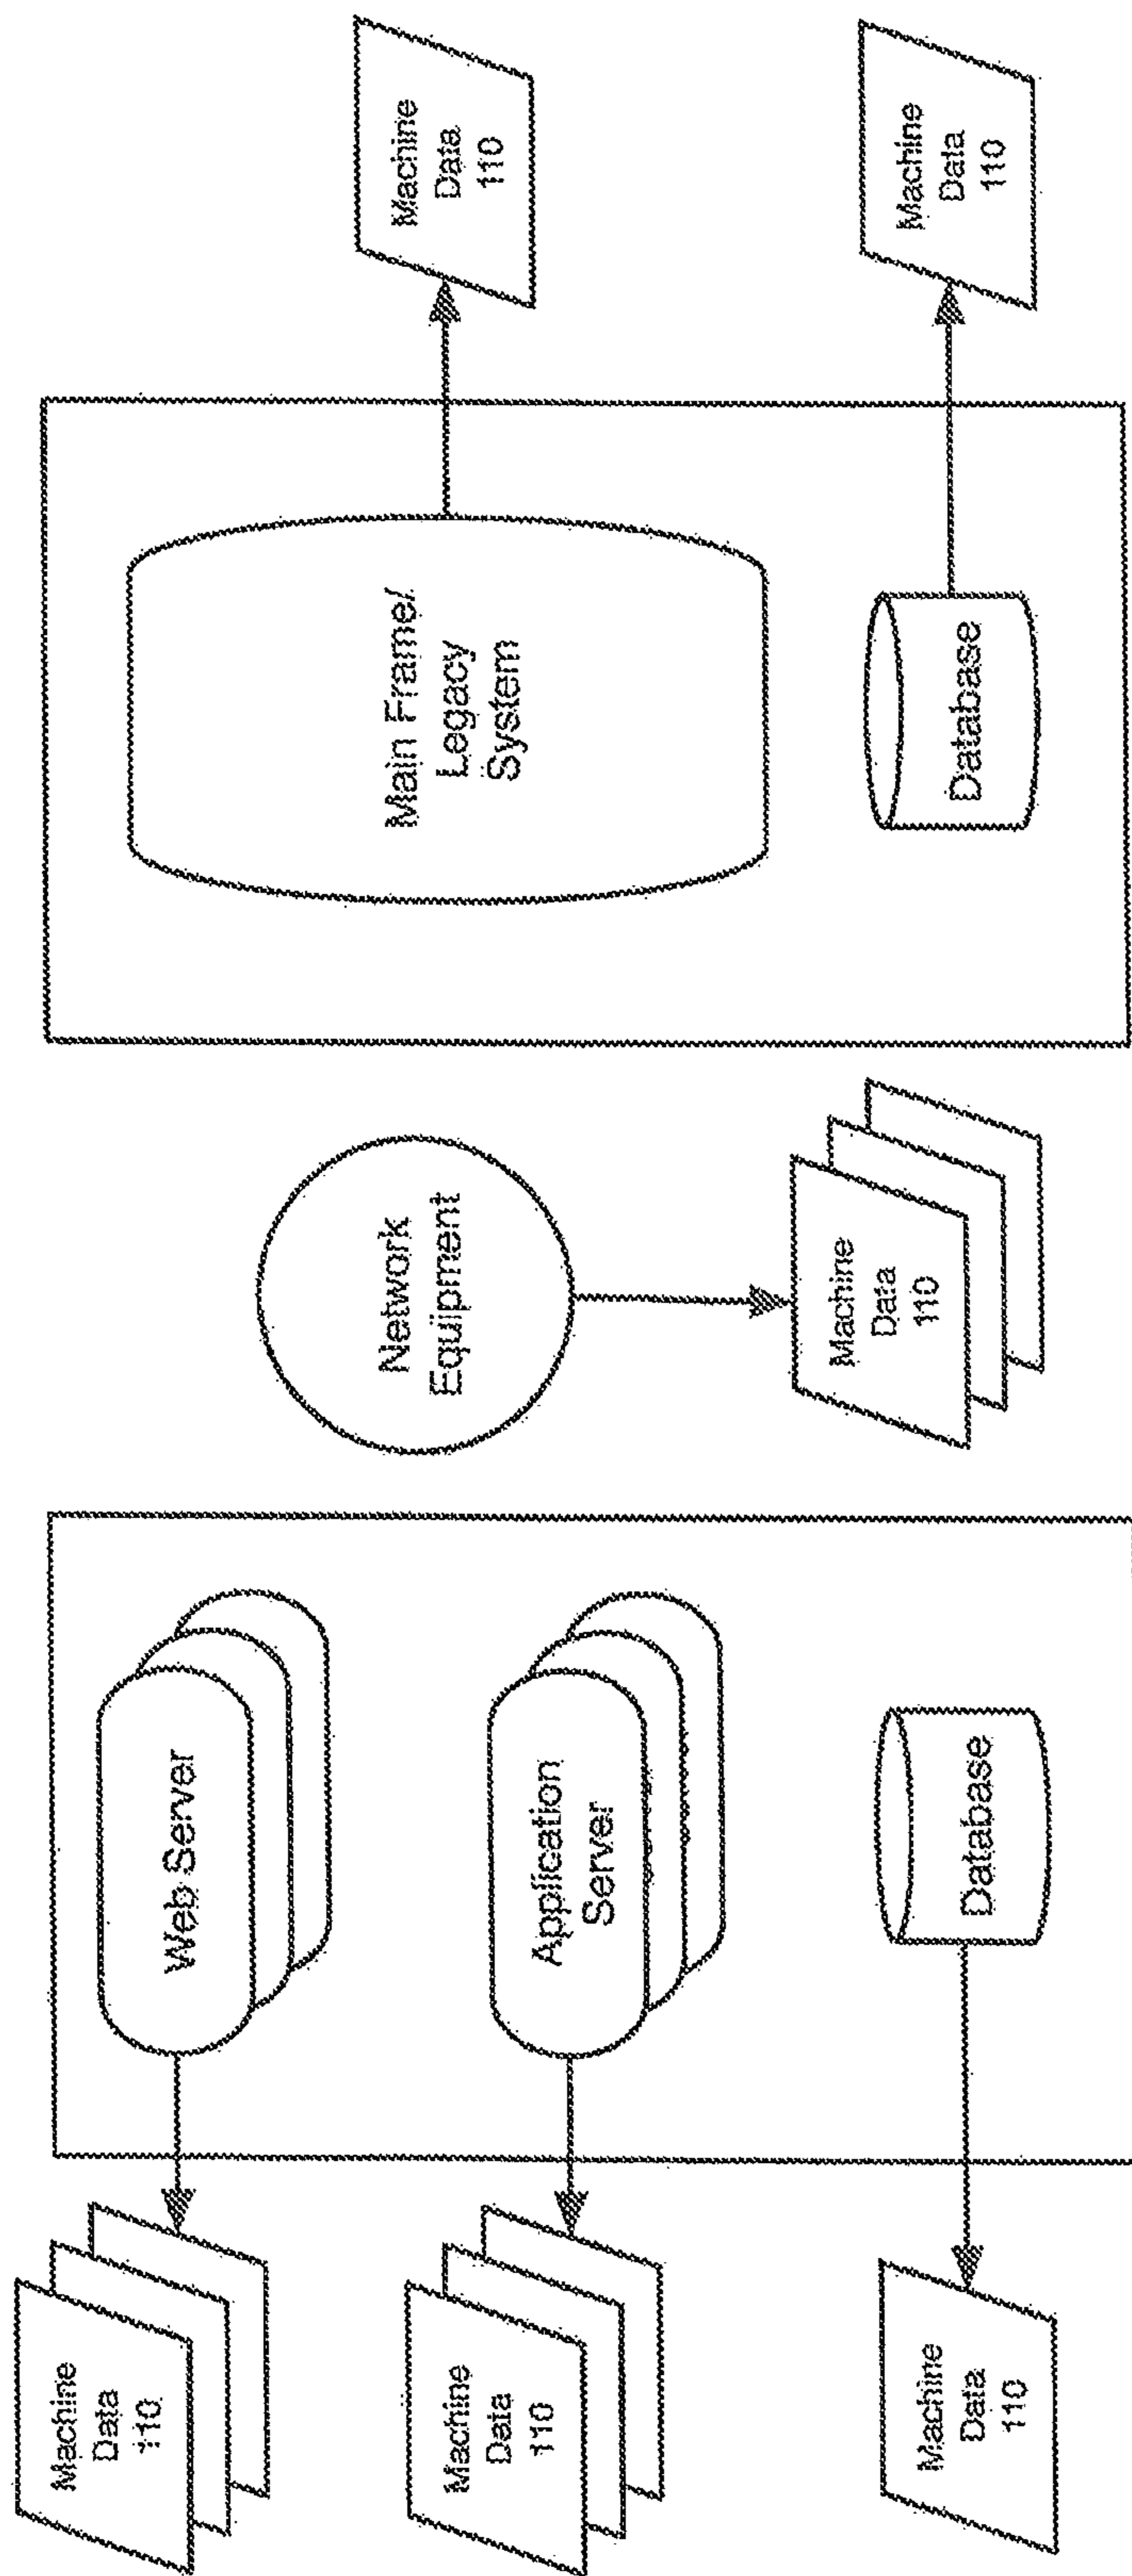 Machine
Data
110
Web Server
Machine
Data
110
Application
Server
Machine
Data
110
Database
Network
Equipment
Machine
Data
110
Main Frame/
Legacy
System
Machine
Data
110
Database
Machine
Data
110